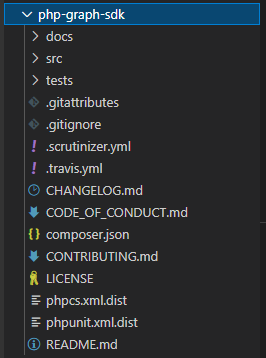 php-graph-sdk
docs
src
tests
.gitattributes
.gitignore
.scrutinizer.yml
.travis.yml
CHANGELOG.md
CODE_OF_CONDUCT.md
composer.json
CONTRIBUTING.md
LICENSE
phpcs.xml.dist
phpunit.xml.dist
README.md